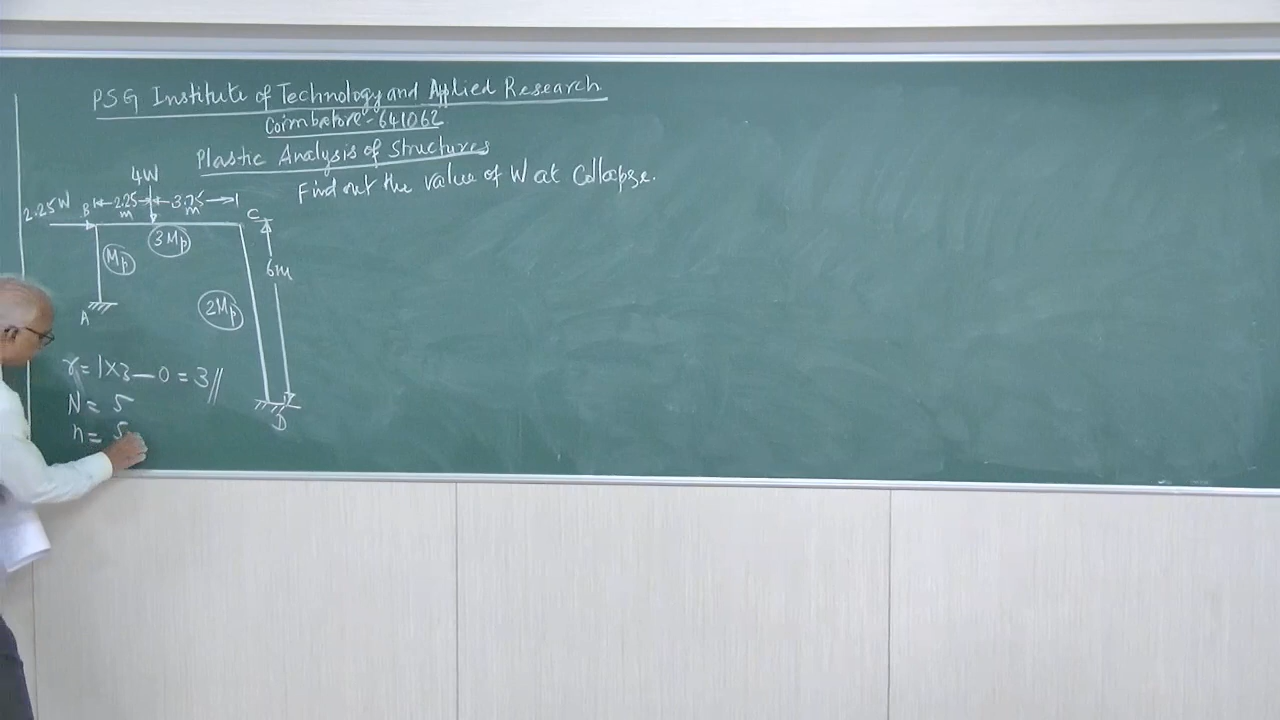 PSG Institute of Technology and Applied Research
Coimbatore-641062
Plastic Analysis of Structures
Find out the value of W at Collapse.
4W
2.25W
B
2.25 m
3.75 m
C
Mp
3Mp
6m
2Mp
A
D
r = 1×3 — 0 = 3//
N = 5
n = 5